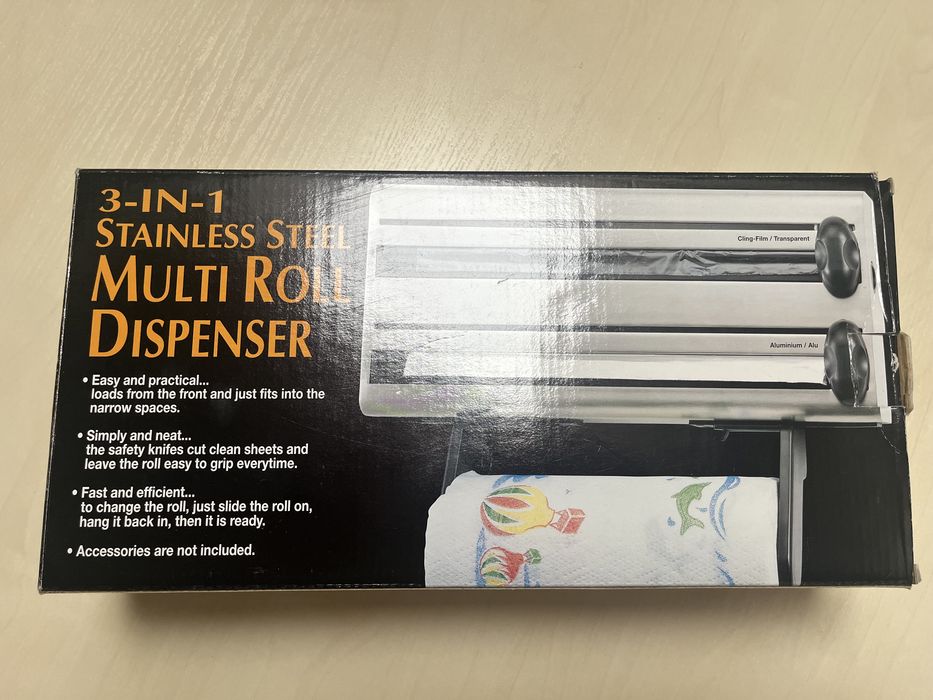 3-IN-1
STAINLESS STEEL
MULTI ROLL
DISPENSER
• Easy and practical...
loads from the front and just fits into the
narrow spaces.
• Simply and neat...
the safety knifes cut clean sheets and
leave the roll easy to grip everytime.
• Fast and efficient...
to change the roll, just slide the roll on,
hang it back in, then it is ready.
• Accessories are not included.
Cling-Film / Transparent
Aluminium / Alu